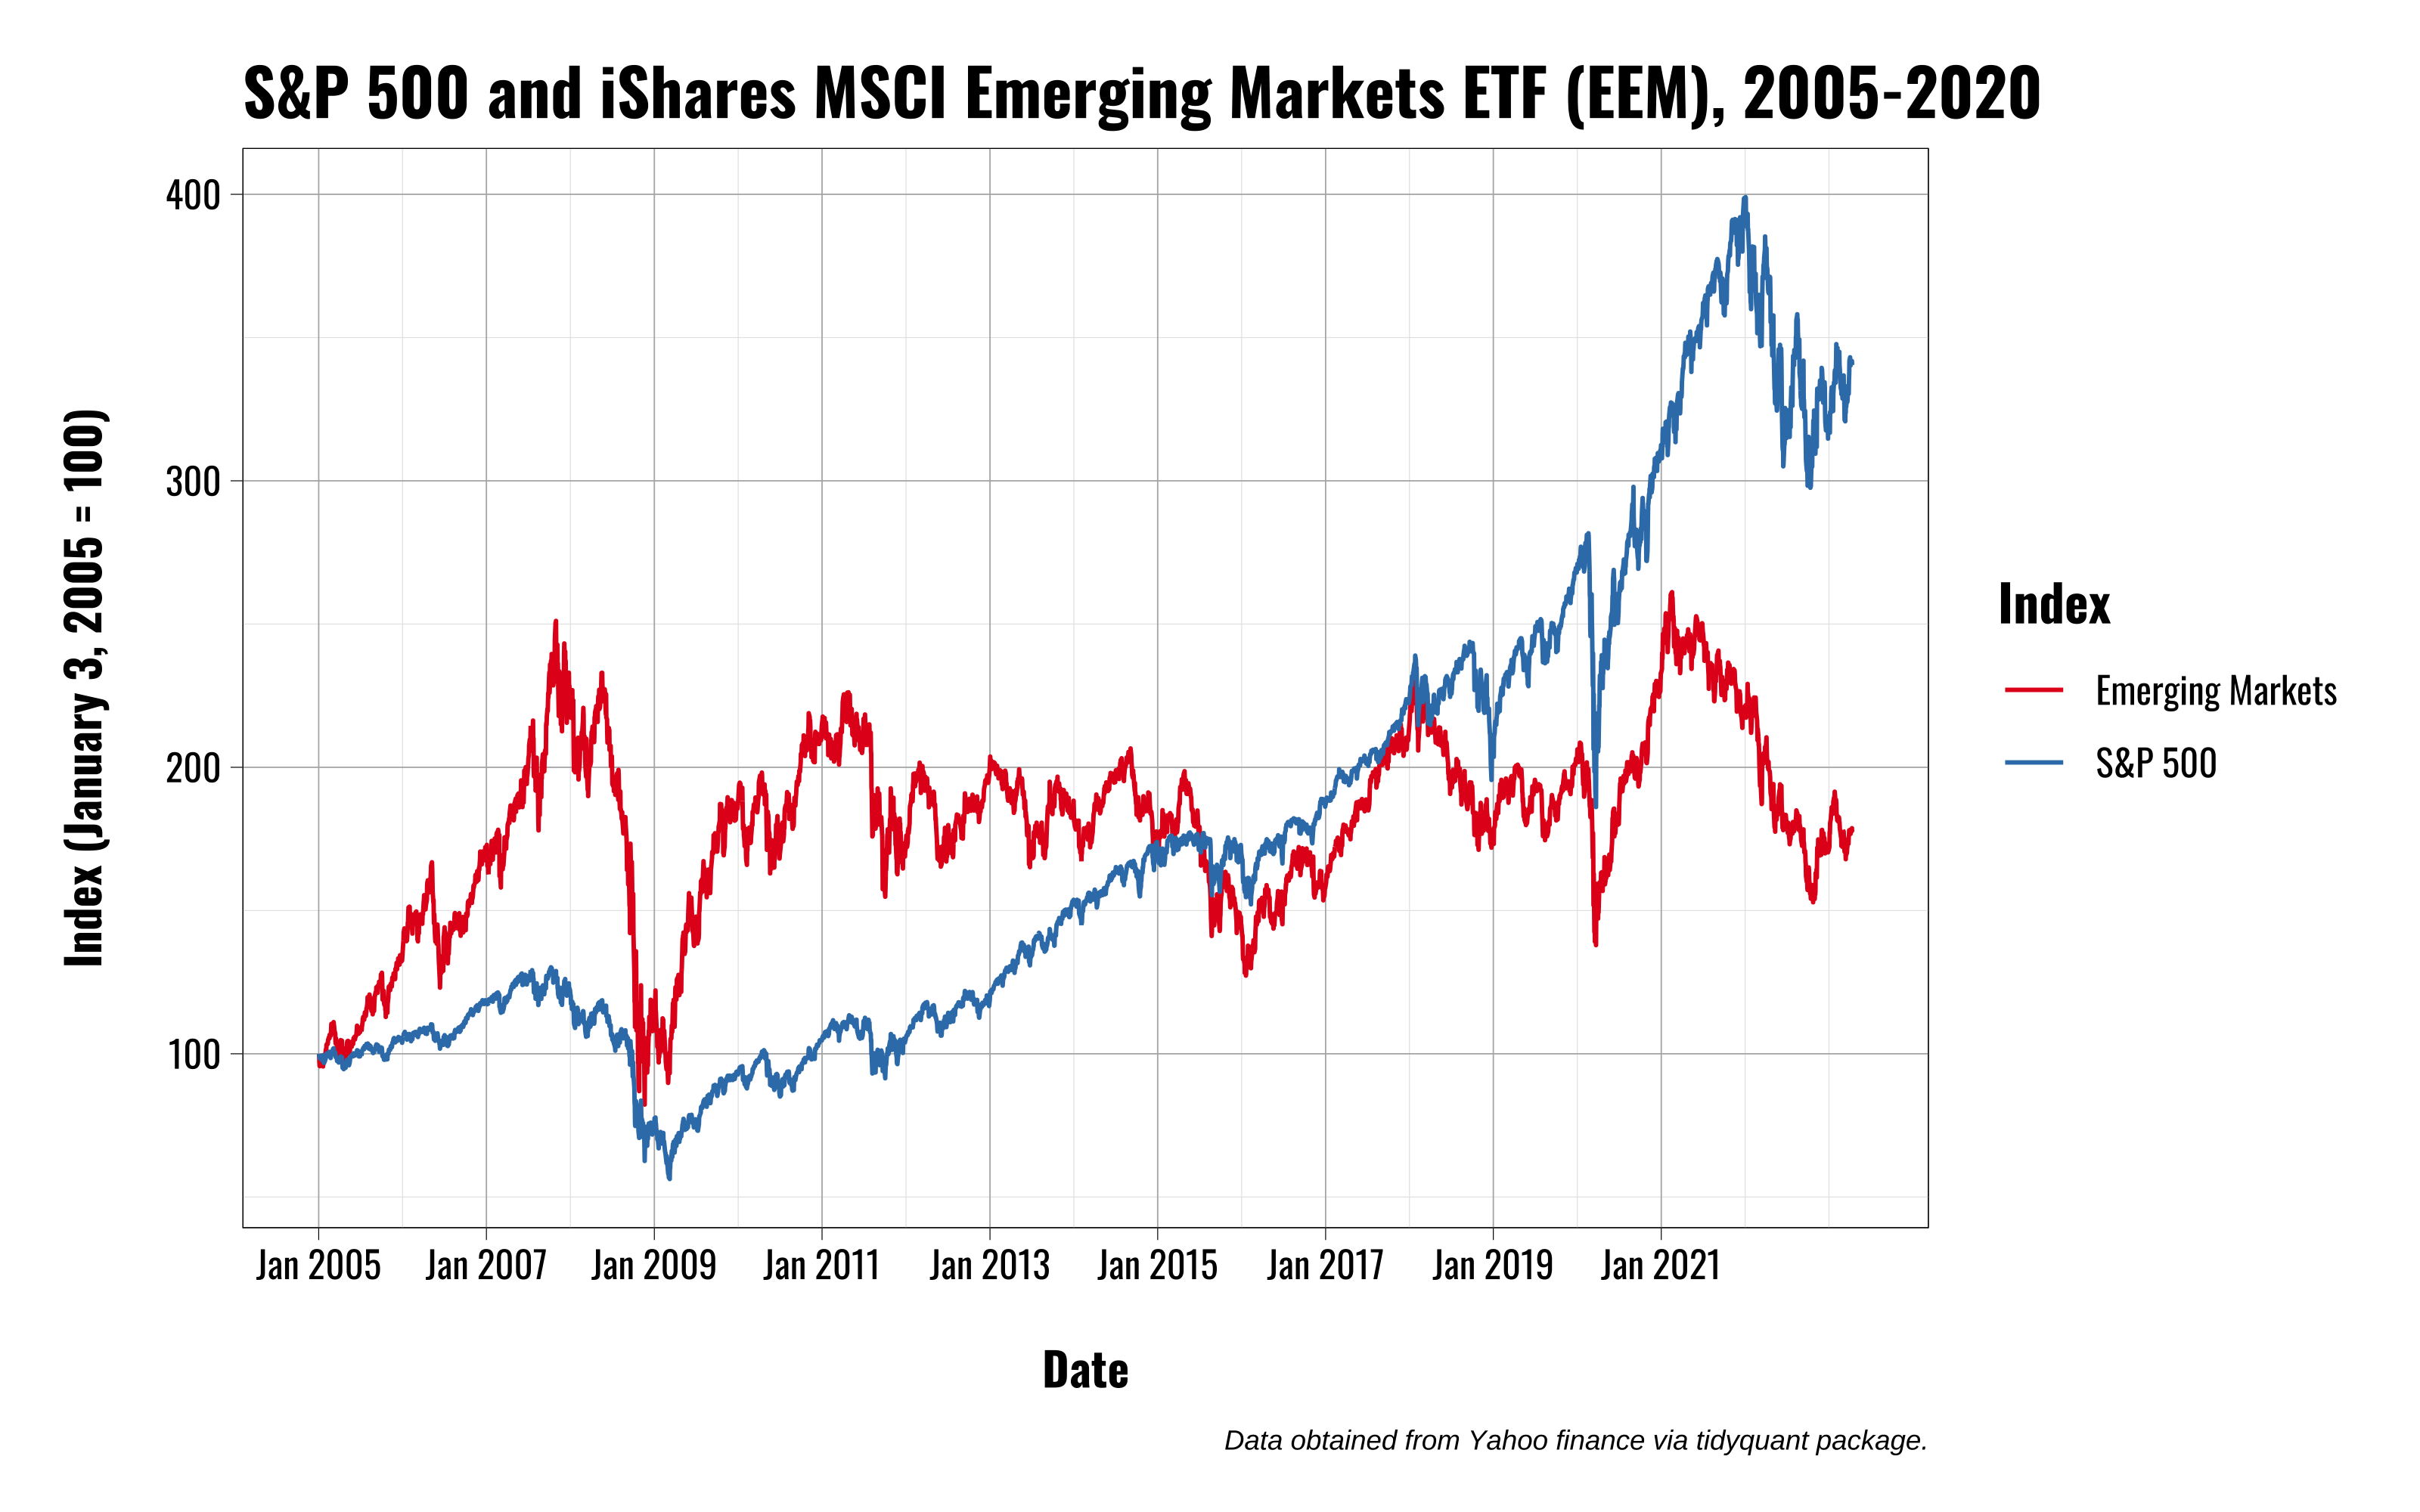 S&P 500 and iShares MSCI Emerging Markets ETF (EEM), 2005-2020
Index (January 3, 2005 = 100)
400
300
200
100
Jan 2005 Jan 2007 Jan 2009 Jan 2011 Jan 2013 Jan 2015 Jan 2017 Jan 2019 Jan 2021
Date
Index
Emerging Markets
S&P 500
Data obtained from Yahoo finance via tidyquant package.